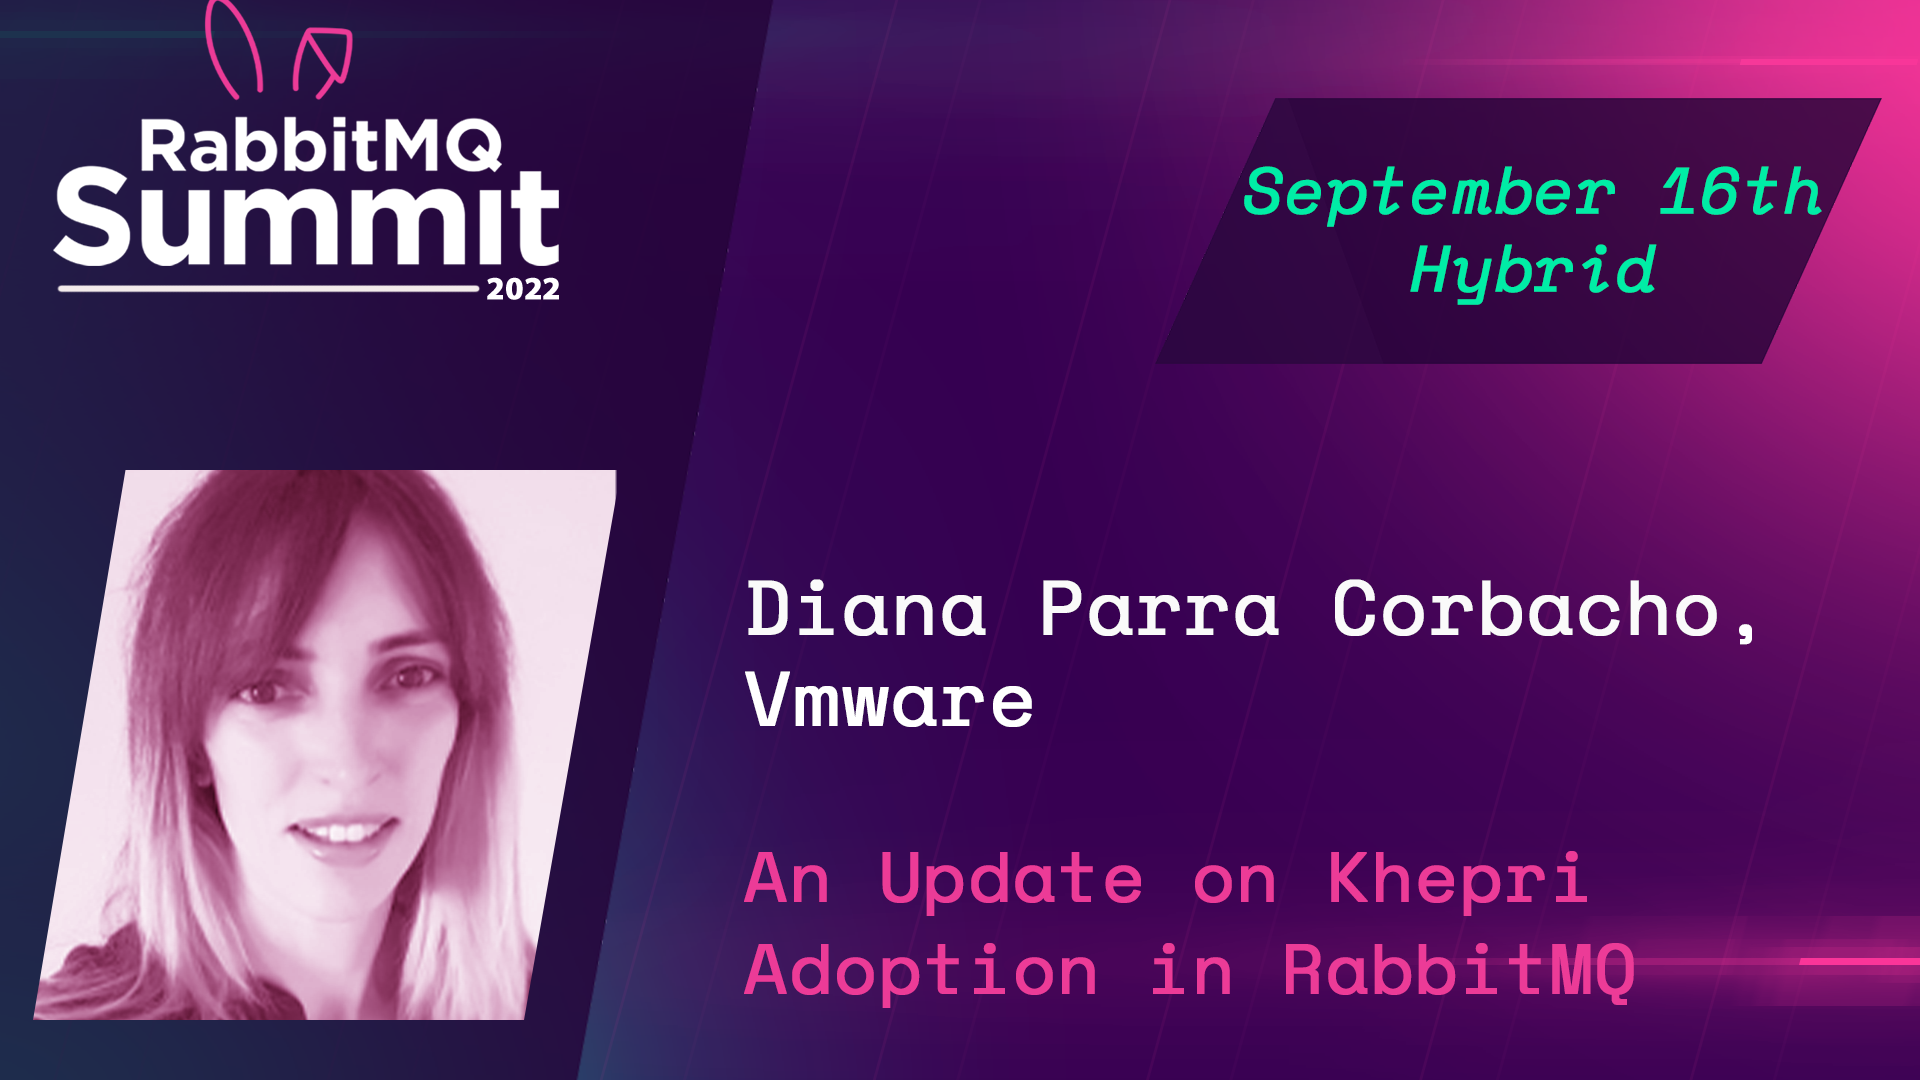 RabbitMQ
Summit
2022
September 16th
Hybrid
Diana Parra Corbacho,
Vmware
An Update on Khepri
Adoption in RabbitMQ